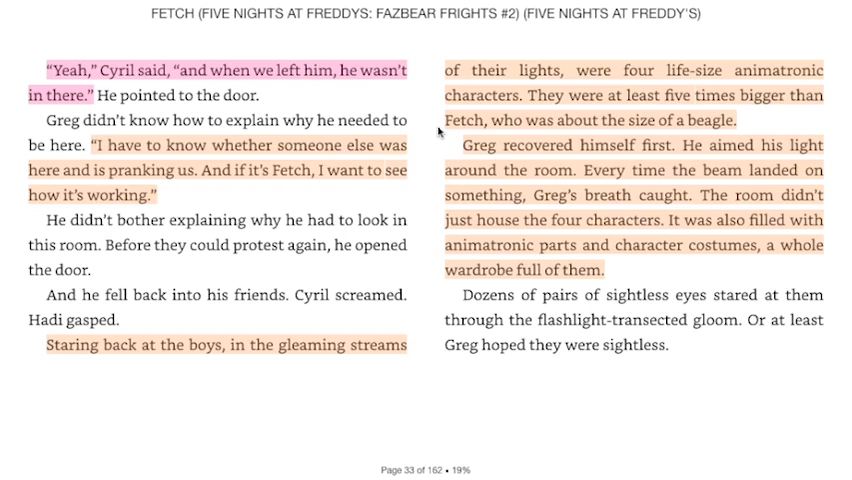 FETCH (FIVE NIGHTS AT FREDDYS: FAZBEAR FRIGHTS #2) (FIVE NIGHTS AT FREDDY'S)
“Yeah,” Cyril said, “and when we left him, he wasn’t
in there.” He pointed to the door.
Greg didn’t know how to explain why he needed to
be here. “I have to know whether someone else was
here and is pranking us. And if it’s Fetch, I want to see
how it’s working.”
He didn’t bother explaining why he had to look in
this room. Before they could protest again, he opened
the door.
And he fell back into his friends. Cyril screamed.
Hadi gasped.
Staring back at the boys, in the gleaming streams
of their lights, were four life-size animatronic
characters. They were at least five times bigger than
Fetch, who was about the size of a beagle.
Greg recovered himself first. He aimed his light
around the room. Every time the beam landed on
something, Greg’s breath caught. The room didn’t
just house the four characters. It was also filled with
animatronic parts and character costumes, a whole
wardrobe full of them.
Dozens of pairs of sightless eyes stared at them
through the flashlight-transected gloom. Or at least
Greg hoped they were sightless.
Page 33 of 162 • 19%